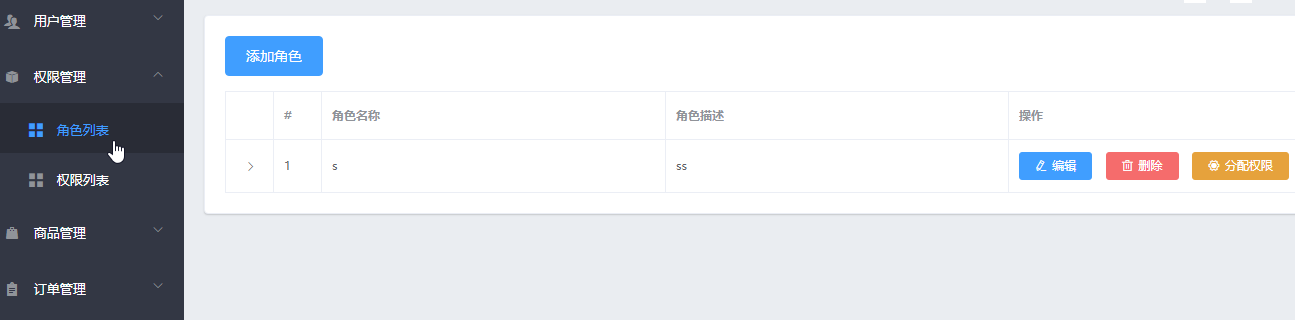 用户管理
权限管理
角色列表
权限列表
商品管理
订单管理
添加角色
# 角色名称 角色描述 操作
1 s ss 编辑 删除 分配权限